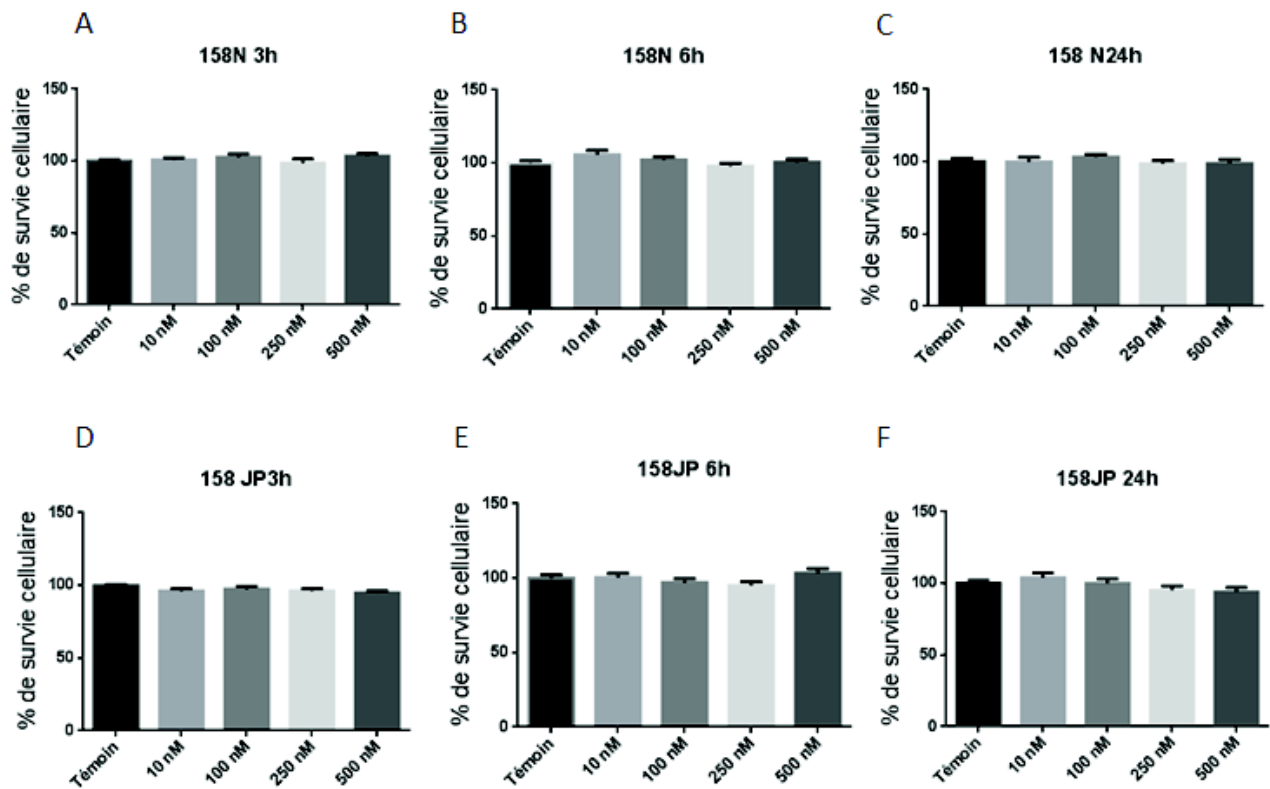 A
158N 3h
% de survie cellulaire
150
100
50
0
Témoin
10 nM
100 nM
250 nM
500 nM
B
158N 6h
% de survie cellulaire
150
100
50
0
Témoin
10 nM
100 nM
250 nM
500 nM
C
158 N24h
% de survie cellulaire
150
100
50
0
Témoin
10 nM
100 nM
250 nM
500 nM
D
158 JP3h
% de survie cellulaire
150
100
50
0
Témoin
10 nM
100 nM
250 nM
500 nM
E
158JP 6h
% de survie cellulaire
150
100
50
0
Témoin
10 nM
100 nM
250 nM
500 nM
F
158JP 24h
% de survie cellulaire
150
100
50
0
Témoin
10 nM
100 nM
250 nM
500 nM